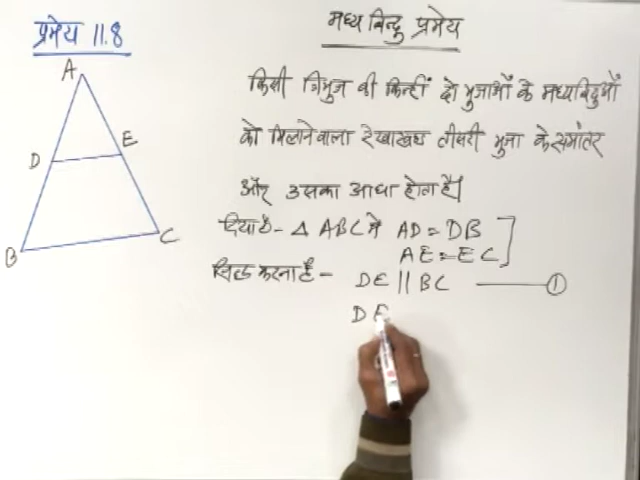 प्रमेय 11.8
मध्य बिन्दु प्रमेय
किसी त्रिभुज की किन्हीं दो भुजाओं के मध्यबिंदुओं
को मिलाने वाला रेखाखण्ड तीसरी भुजा के समांतर
और उसका आधा होता है।
दिया है - △ ABC में AD = DB
AE = EC
सिद्ध करना है - DE || BC ——— ①
DE
A
D
E
B
C